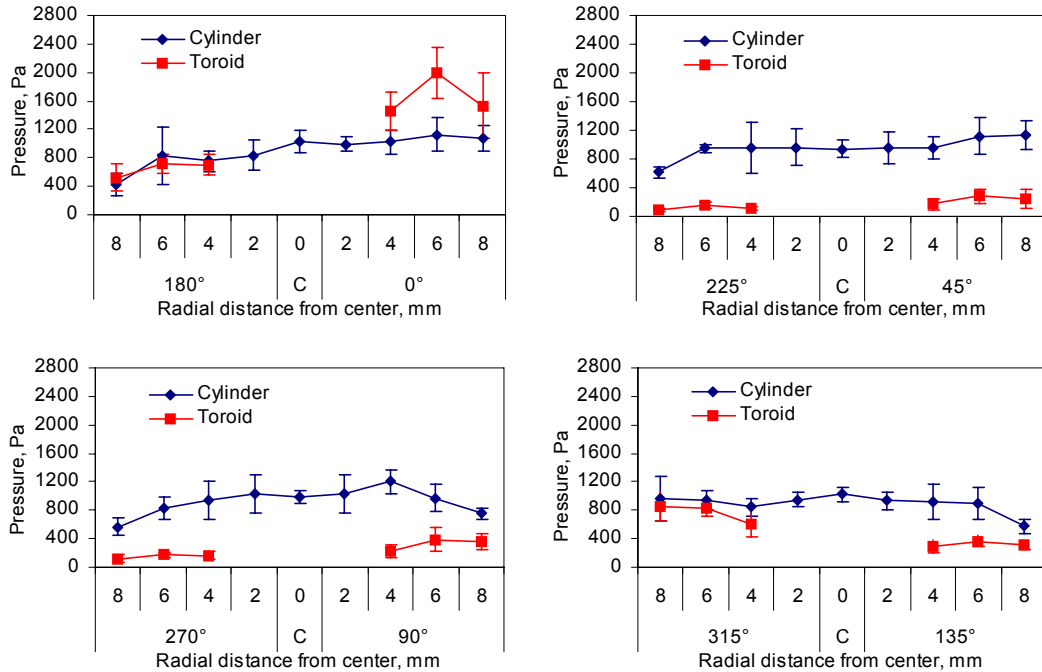 2800
2400
2000
1600
1200
800
400
0
Pressure, Pa
Cylinder
Toroid
8 6 4 2 0 2 4 6 8
180° C 0°
Radial distance from center, mm
2800
2400
2000
1600
1200
800
400
0
Pressure, Pa
Cylinder
Toroid
8 6 4 2 0 2 4 6 8
225° C 45°
Radial distance from center, mm
2800
2400
2000
1600
1200
800
400
0
Pressure, Pa
Cylinder
Toroid
8 6 4 2 0 2 4 6 8
270° C 90°
Radial distance from center, mm
2800
2400
2000
1600
1200
800
400
0
Pressure, Pa
Cylinder
Toroid
8 6 4 2 0 2 4 6 8
315° C 135°
Radial distance from center, mm